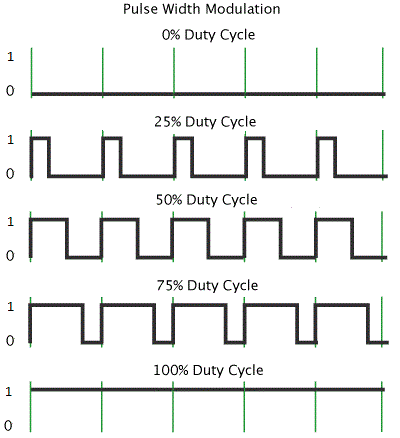 Pulse Width Modulation
0% Duty Cycle
1
0
25% Duty Cycle
1
0
50% Duty Cycle
1
0
75% Duty Cycle
1
0
100% Duty Cycle
1
0